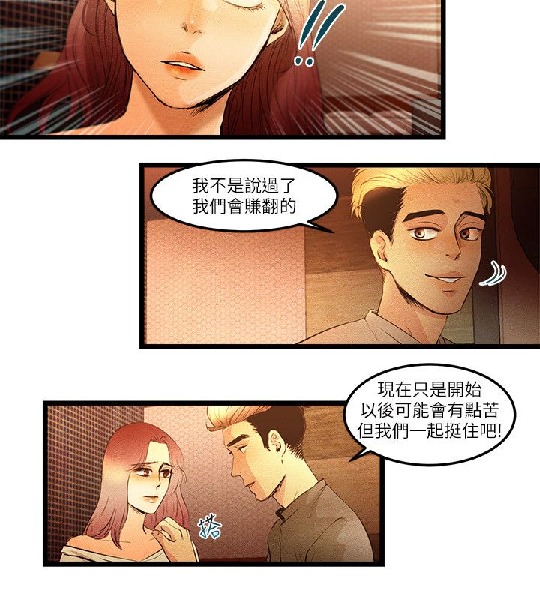 !!
我不是說過了
我們會賺翻的
現在只是開始
以後可能會有點苦
但我們一起挺住吧!
搭